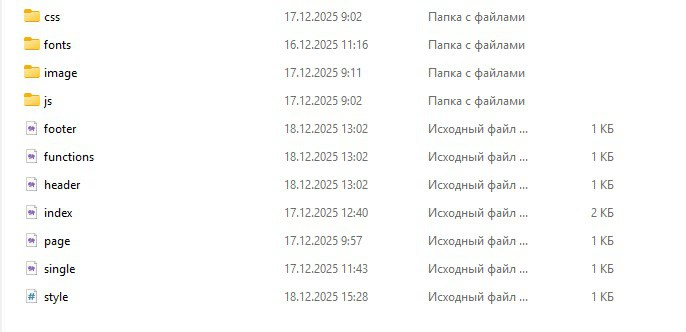 css 17.12.2025 9:02 Папка с файлами
fonts 16.12.2025 11:16 Папка с файлами
image 17.12.2025 9:11 Папка с файлами
js 17.12.2025 9:02 Папка с файлами
footer 18.12.2025 13:02 Исходный файл ... 1 КБ
functions 18.12.2025 13:02 Исходный файл ... 1 КБ
header 18.12.2025 13:02 Исходный файл ... 1 КБ
index 17.12.2025 12:40 Исходный файл ... 2 КБ
page 17.12.2025 9:57 Исходный файл ... 1 КБ
single 17.12.2025 11:43 Исходный файл ... 1 КБ
style 18.12.2025 15:28 Исходный файл ... 1 КБ